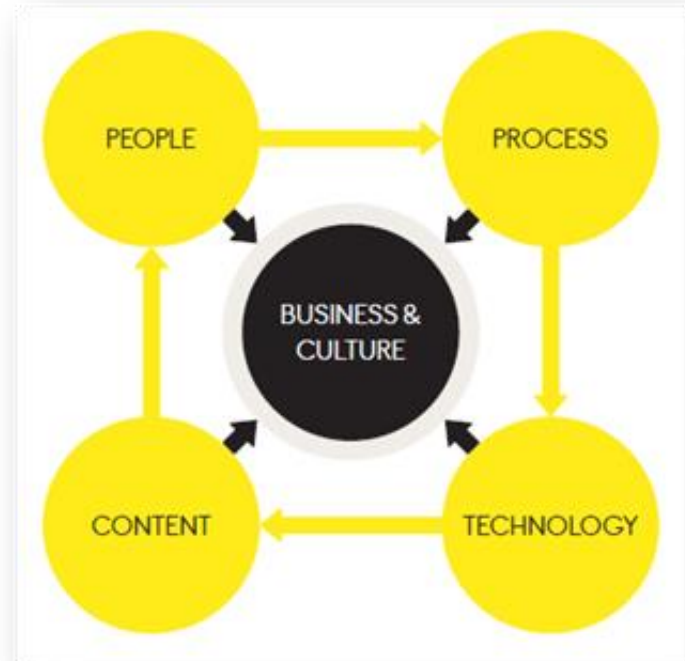 PEOPLE
PROCESS
BUSINESS &
CULTURE
CONTENT
TECHNOLOGY